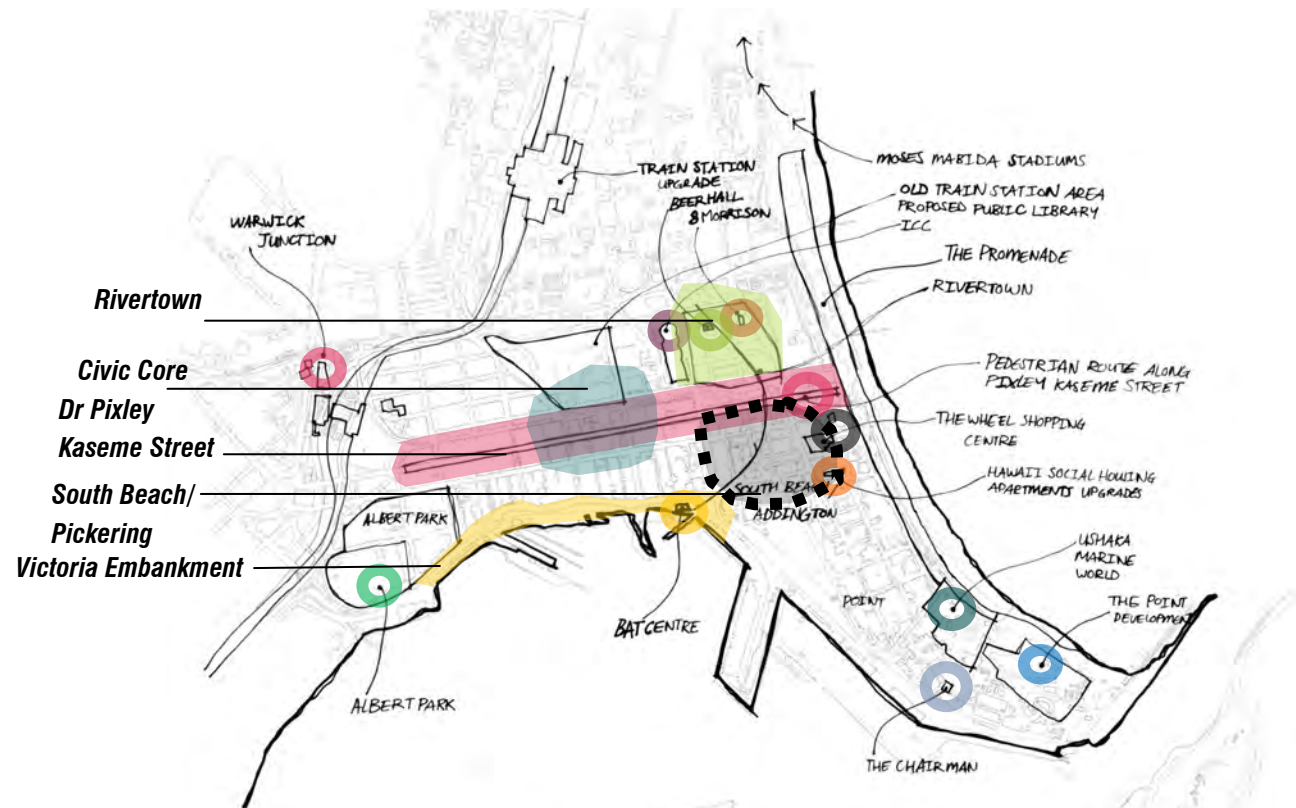 Rivertown
Civic Core
Dr Pixley
Kaseme Street
South Beach/
Pickering
Victoria Embankment
WARWICK
JUNCTION
TRAIN STATION
UPGRADE
BEERHALL
& MORRISON
MOSES MABIDA STADIUMS
OLD TRAIN STATION AREA
PROPOSED PUBLIC LIBRARY
ICC
THE PROMENADE
RIVERTOWN
PEDESTRIAN ROUTE ALONG
PIXLEY KASEME STREET
THE WHEEL SHOPPING
CENTRE
HAWAII SOCIAL HOUING
APARTMENTS UPGRADES
SOUTH BEACH
ADDINGTON
ALBERT PARK
USHAKA
MARINE
WORLD
POINT
THE POINT
DEVELOPMENT
BAT CENTRE
ALBERT PARK
THE CHAIRMAN